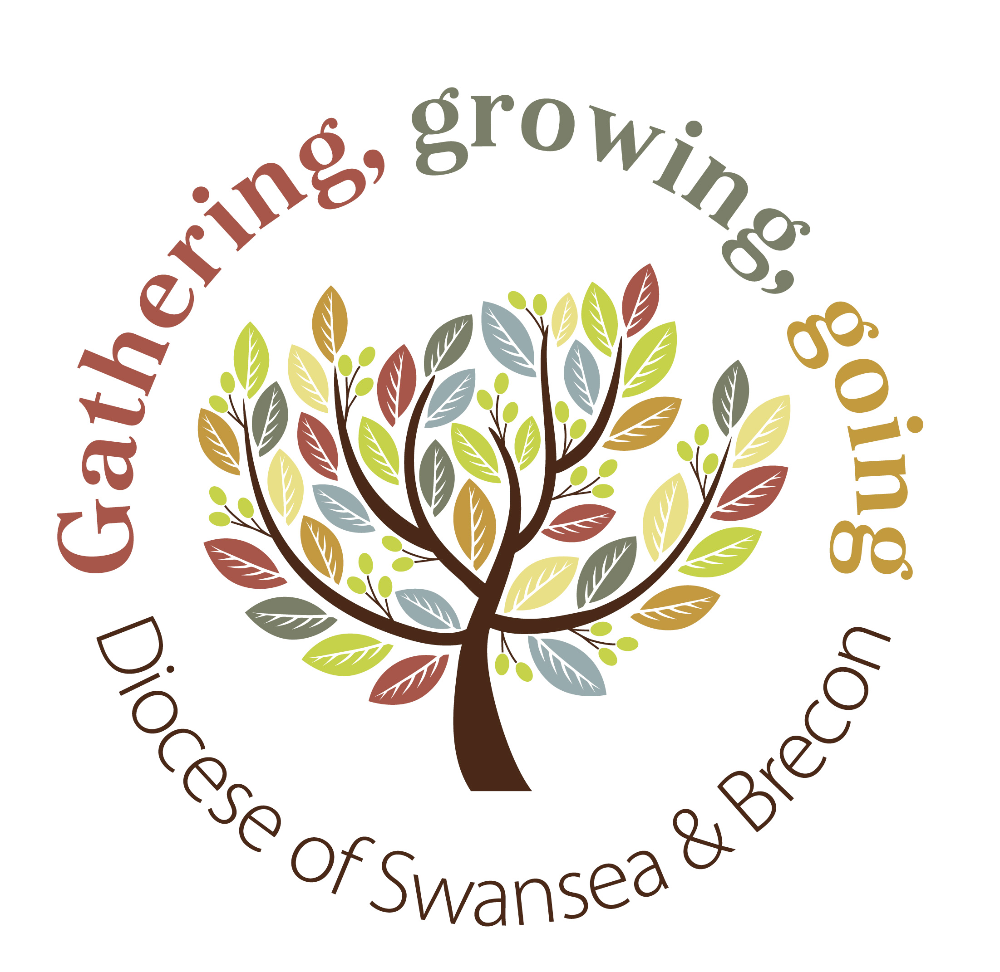 Gathering, growing, going.
Diocese of Swansea & Brecon